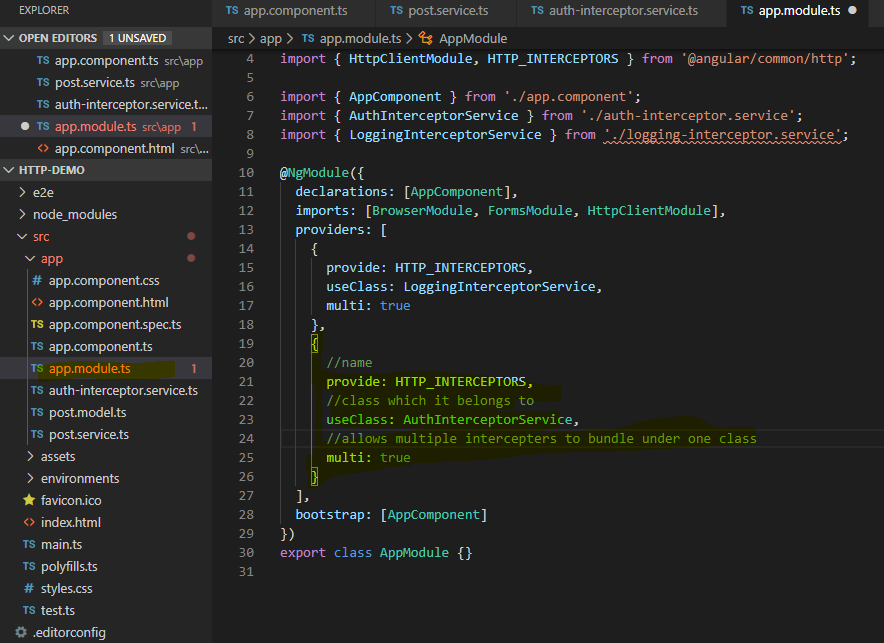 EXPLORER
OPEN EDITORS 1 UNSAVED
TS app.component.ts src\app
TS post.service.ts src\app
TS auth-interceptor.service.t...
TS app.module.ts src\app 1
<> app.component.html src\...
HTTP-DEMO
e2e
node_modules
src
app
# app.component.css
<> app.component.html
TS app.component.spec.ts
TS app.component.ts
TS app.module.ts 1
TS auth-interceptor.service.ts
TS post.model.ts
TS post.service.ts
assets
environments
favicon.ico
<> index.html
TS main.ts
TS polyfills.ts
# styles.css
TS test.ts
.editorconfig
TS app.component.ts TS post.service.ts TS auth-interceptor.service.ts TS app.module.ts
src > app > TS app.module.ts > AppModule
4 import { HttpClientModule, HTTP_INTERCEPTORS } from '@angular/common/http';
5
6 import { AppComponent } from './app.component';
7 import { AuthInterceptorService } from './auth-interceptor.service';
8 import { LoggingInterceptorService } from './logging-interceptor.service';
9
10 @NgModule({
11 declarations: [AppComponent],
12 imports: [BrowserModule, FormsModule, HttpClientModule],
13 providers: [
14 {
15 provide: HTTP_INTERCEPTORS,
16 useClass: LoggingInterceptorService,
17 multi: true
18 },
19 {
20 //name
21 provide: HTTP_INTERCEPTORS,
22 //class which it belongs to
23 useClass: AuthInterceptorService,
24 //allows multiple intercepters to bundle under one class
25 multi: true
26 }
27 ],
28 bootstrap: [AppComponent]
29 })
30 export class AppModule {}
31